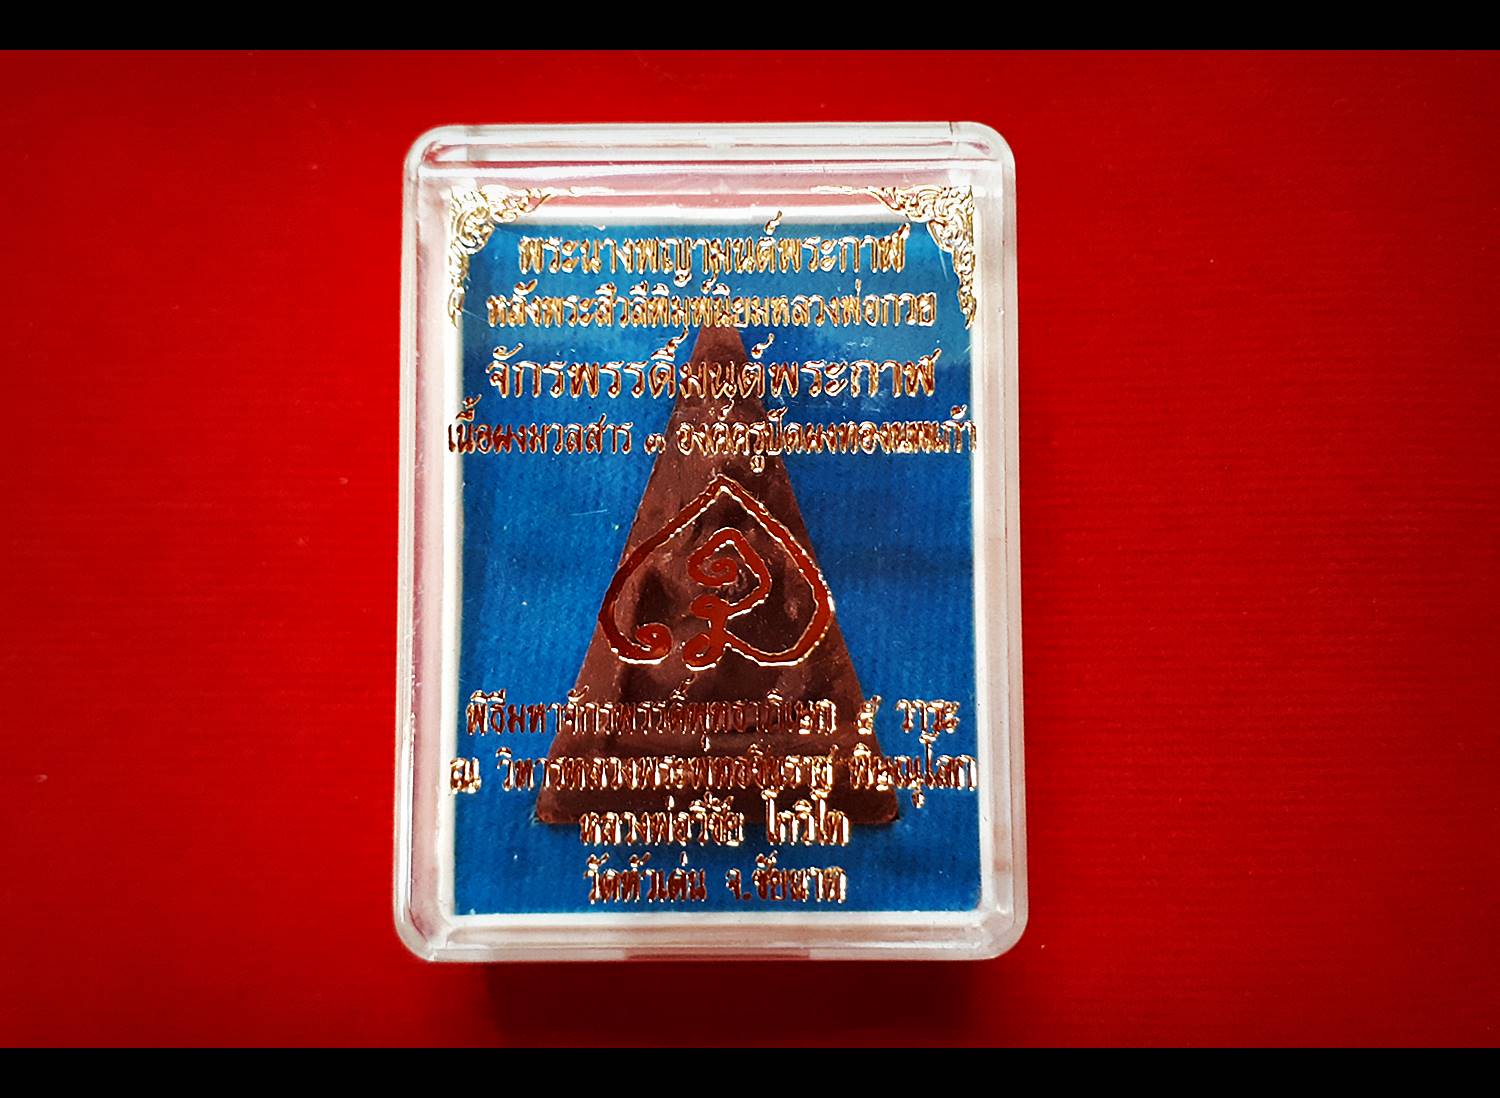 พระนางพญามนต์พระกาฬ
หลังพระสิวลีพิมพ์นิยมหลวงพ่อกวย
จักรพรรดิ์มนต์พระกาฬ
เนื้อผงมวลสาร ๓ องค์ครูปัดผงทองนพเก้า
พิธีมหาจักรพรรดิ์พุทธาภิเษก ๕ วาระ
ณ วิหารหลวงพระพุทธชินราช พิษณุโลก
หลวงพ่อวิชัย โกวิโท
วัดหัวเด่น จ.ชัยนาท